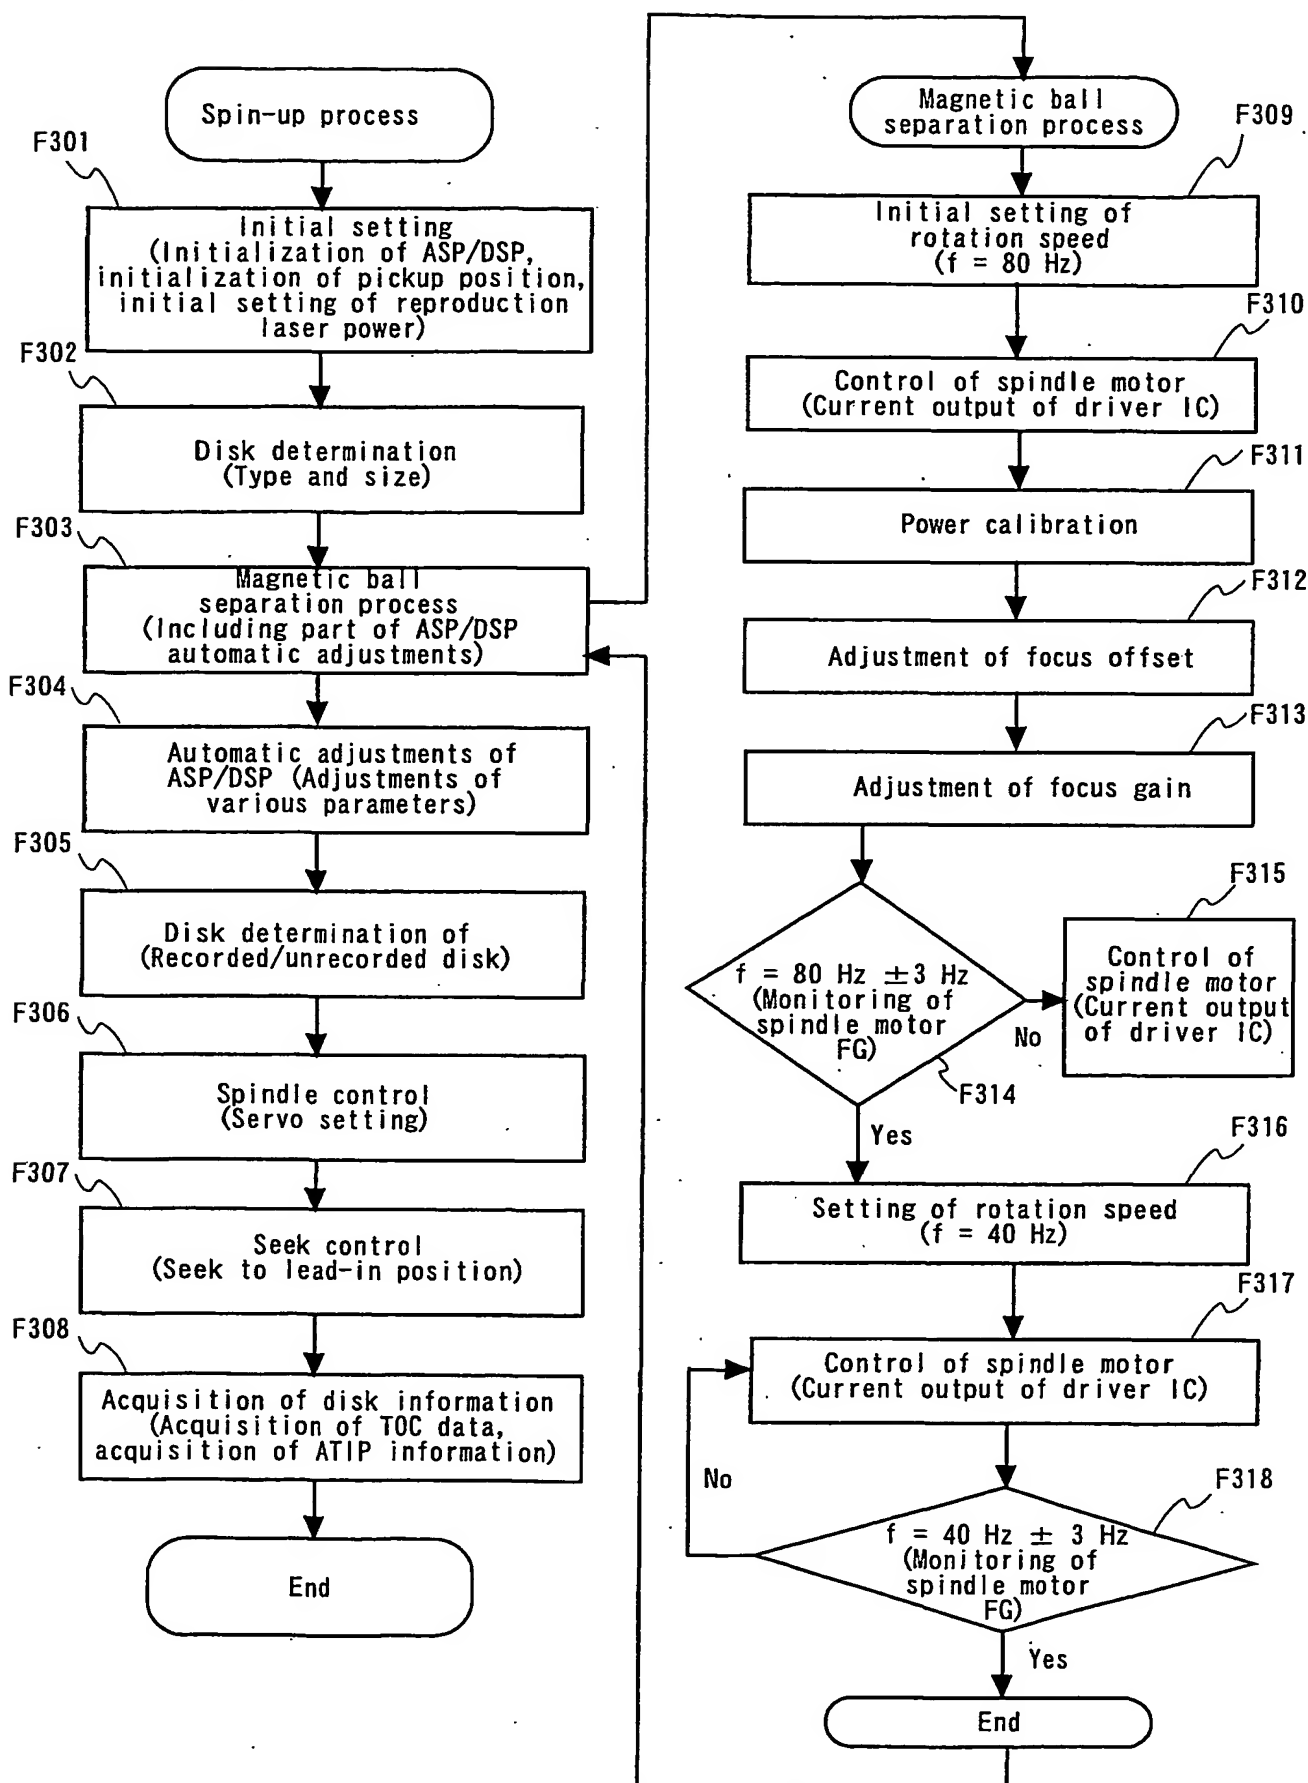 Spin-up process
F301
Initial setting
(Initialization of ASP/DSP,
initialization of pickup position,
initial setting of reproduction
laser power)
F302
Disk determination
(Type and size)
F303
Magnetic ball
separation process
(Including part of ASP/DSP
automatic adjustments)
F304
Automatic adjustments of
ASP/DSP (Adjustments of
various parameters)
F305
Disk determination of
(Recorded/unrecorded disk)
F306
Spindle control
(Servo setting)
F307
Seek control
(Seek to lead-in position)
F308
Acquisition of disk information
(Acquisition of TOC data,
acquisition of ATIP information)
End
Magnetic ball
separation process
F309
Initial setting of
rotation speed
(f = 80 Hz)
F310
Control of spindle motor
(Current output of driver IC)
F311
Power calibration
F312
Adjustment of focus offset
F313
Adjustment of focus gain
f = 80 Hz ±3 Hz
(Monitoring of
spindle motor
FG)
F314
No
F315
Control of
spindle motor
(Current output
of driver IC)
Yes
F316
Setting of rotation speed
(f = 40 Hz)
F317
Control of spindle motor
(Current output of driver IC)
No
F318
f = 40 Hz ± 3 Hz
(Monitoring of
spindle motor
FG)
Yes
End